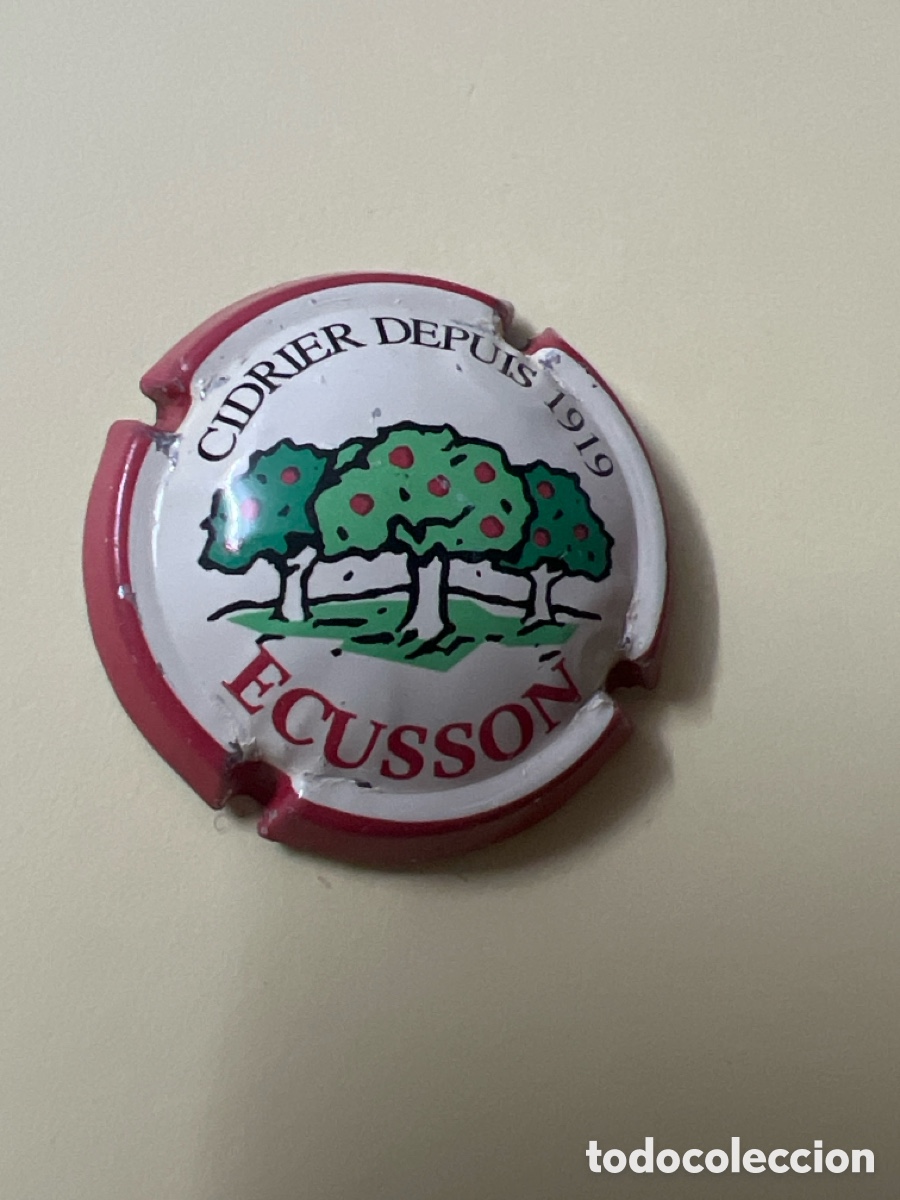 CIDRIER DEPUIS 1919
ECUSSON
todocoleccion